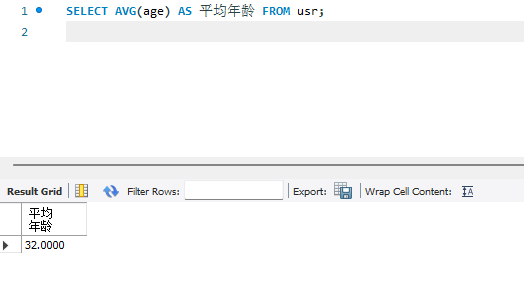 1 SELECT AVG(age) AS 平均年龄 FROM usr;
2
Result Grid Filter Rows: Export: Wrap Cell Content:
平均
年龄
32.0000